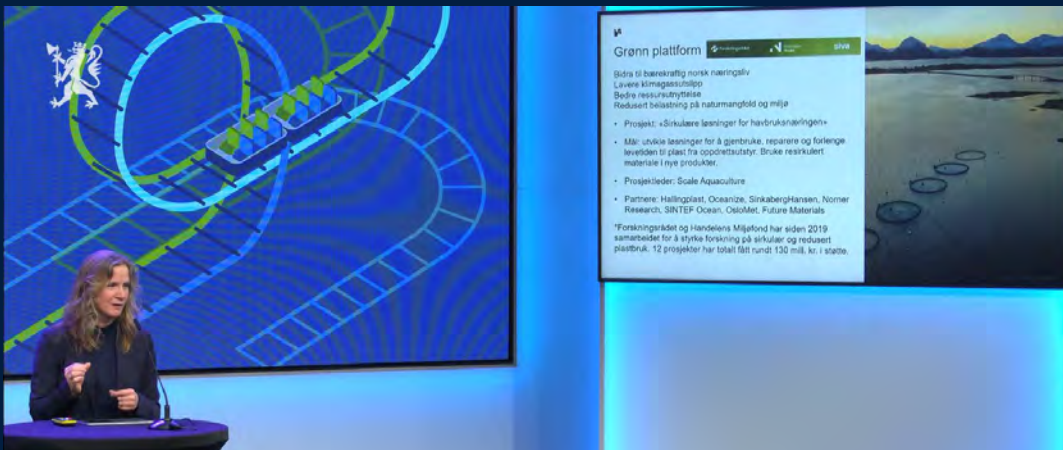 Grønn plattform
Forskningsrådet
siva
Bidra til bærekraftig norsk næringsliv
Lavere klimagassutslipp
Bedre ressursutnyttelse
Redusert belastning på naturmangfold og miljø
• Prosjekt: «Sirkulære løsninger for havbruksnæringen»
• Mål: utvikle løsninger for å gjenbruke, reparere og forlenge
levetiden til plast fra oppdrettsutstyr. Bruke resirkulert
materiale i nye produkter.
• Prosjektleder: Scale Aquaculture
• Partnere: Hallingplast, Oceanize, SinkabergHansen, Norner
Research, SINTEF Ocean, OsloMet, Future Materials
*Forskningsrådet og Handelens Miljøfond har siden 2019
samarbeidet for å styrke forskning på sirkulær og redusert
plastbruk. 12 prosjekter har totalt fått rundt 130 mill. kr. i støtte.